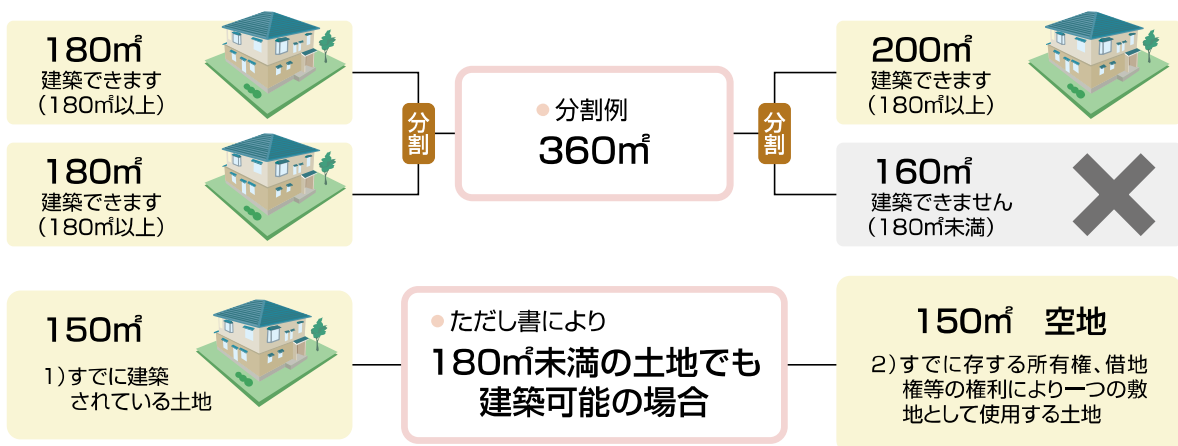 180㎡
建築できます
（180㎡以上）
180㎡
建築できます
（180㎡以上）
分割
● 分割例
360㎡
分割
200㎡
建築できます
（180㎡以上）
160㎡
建築できません
（180㎡未満）
150㎡
1）すでに建築
されている土地
● ただし書により
180㎡未満の土地でも
建築可能の場合
150㎡　空地
2）すでに存する所有権、借地
権等の権利により一つの敷
地として使用する土地